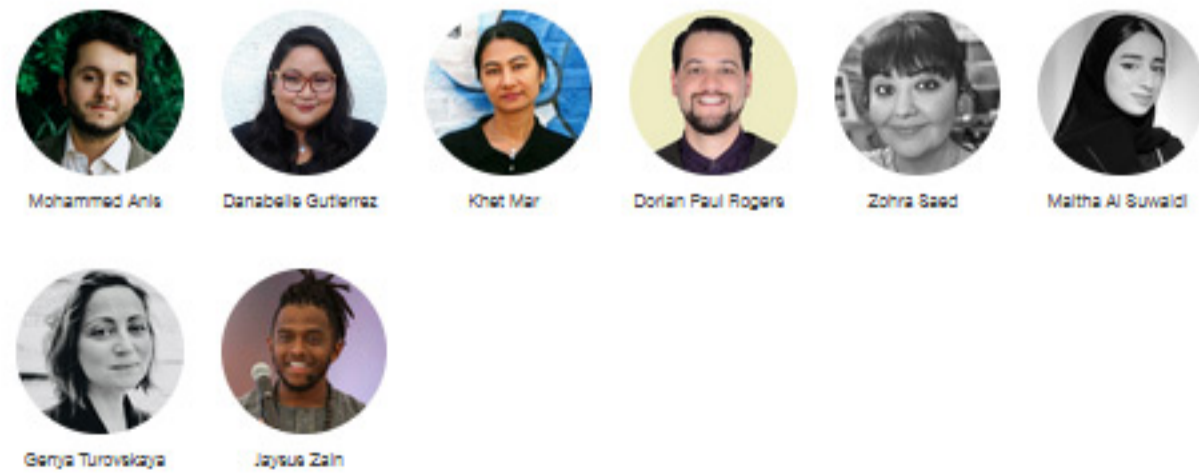 Mohammed Anis
Danabelle Gutierrez
Khet Mar
Dorian Paul Rogers
Zohra Saed
Maitha Al Suwaidi
Genya Turovskaya
Jaysus Zain